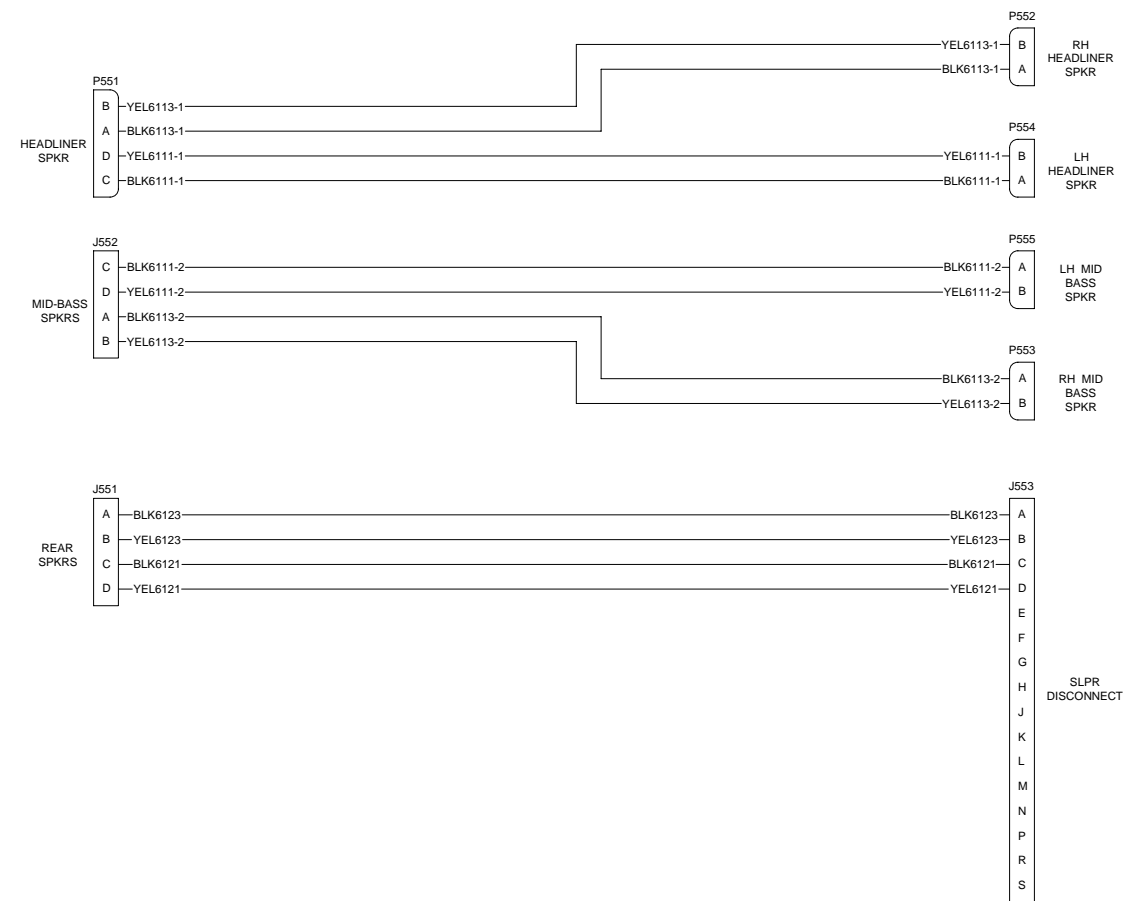 P552
YEL6113-1 B
BLK6113-1 A
RH
HEADLINER
SPKR
P551
HEADLINER
SPKR
B YEL6113-1
A BLK6113-1
D YEL6111-1
C BLK6111-1
P554
YEL6111-1 B
BLK6111-1 A
LH
HEADLINER
SPKR
J552
MID-BASS
SPKRS
C BLK6111-2
D YEL6111-2
A BLK6113-2
B YEL6113-2
P555
BLK6111-2 A
YEL6111-2 B
LH MID
BASS
SPKR
P553
BLK6113-2 A
YEL6113-2 B
RH MID
BASS
SPKR
J551
REAR
SPKRS
A BLK6123
B YEL6123
C BLK6121
D YEL6121
J553
BLK6123 A
YEL6123 B
BLK6121 C
YEL6121 D
E
F
G
H
J
K
L
M
N
P
R
S
SLPR
DISCONNECT